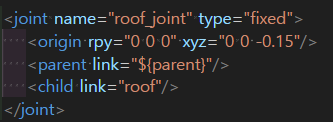 <joint name="roof_joint" type="fixed">
    <origin rpy="0 0 0" xyz="0 0 -0.15"/>
    <parent link="${parent}"/>
    <child link="roof"/>
</joint>